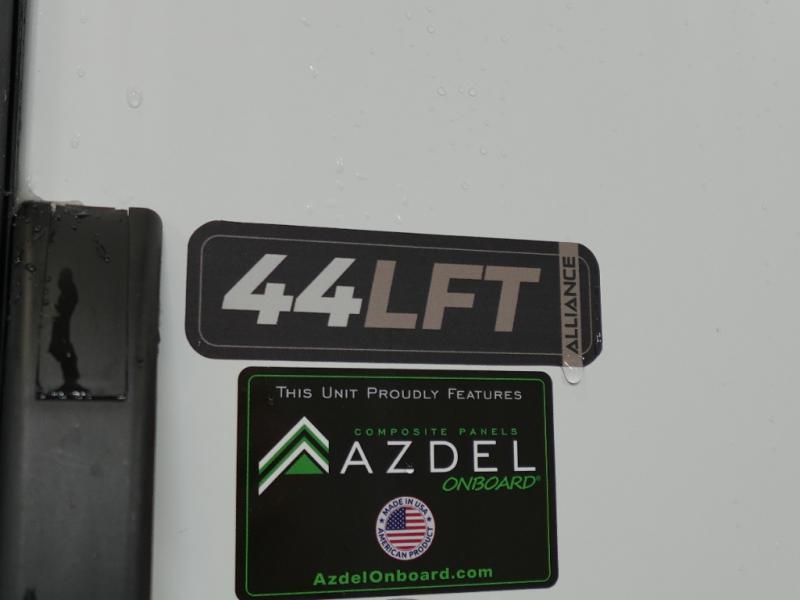 44LFT
ALLIANCE
This Unit Proudly Features
COMPOSITE PANELS
AZDEL
ONBOARD®
MADE IN USA
AMERICAN PRODUCT
AzdelOnboard.com